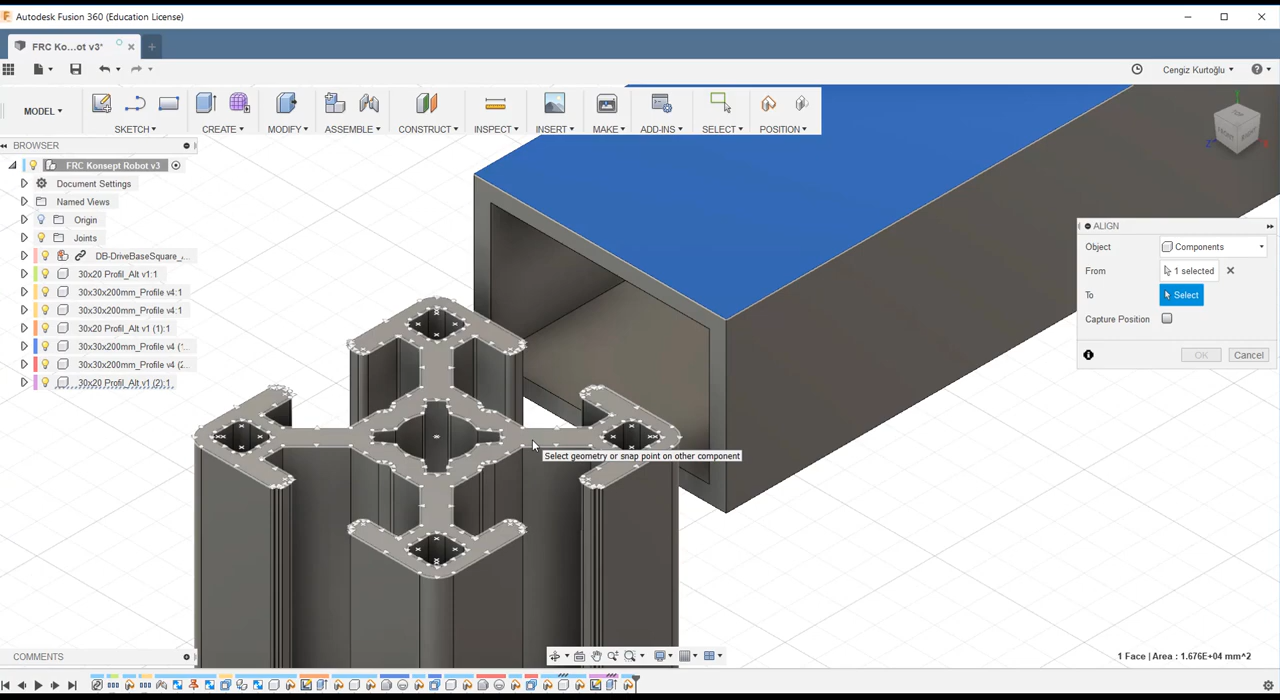 Autodesk Fusion 360 (Education License)
FRC Ko...ot v3*
Cengiz Kurtoğlu
MODEL
SKETCH CREATE MODIFY ASSEMBLE CONSTRUCT INSPECT INSERT MAKE ADD-INS SELECT POSITION
TOP
FRONT
RIGHT
Z
X
Y
BROWSER
FRC Konsept Robot v3
Document Settings
Named Views
Origin
Joints
DB-DriveBaseSquare_...
30x20 Profil_Alt v1:1
30x30x200mm_Profile v4:1
30x30x200mm_Profile v4:1
30x20 Profil_Alt v1 (1):1
30x30x200mm_Profile v4 (1...
30x30x200mm_Profile v4 (2...
30x20 Profil_Alt v1 (2):1
ALIGN
Object Components
From 1 selected
To Select
Capture Position
OK Cancel
Select geometry or snap point on other component
COMMENTS
1 Face | Area : 1.676E+04 mm^2